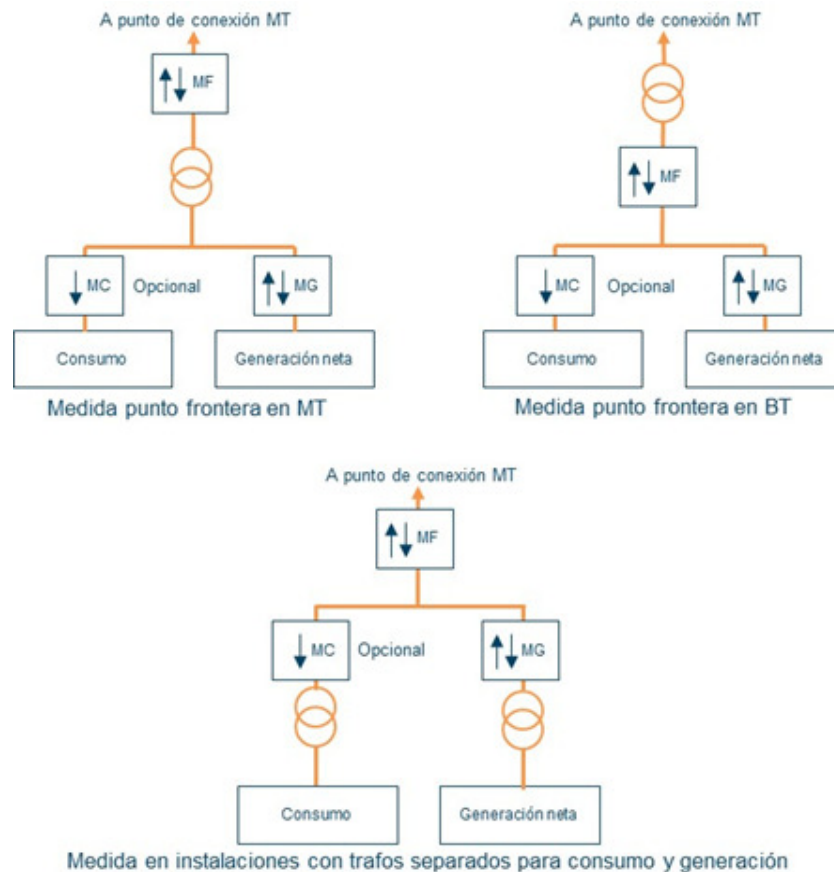 A punto de conexión MT
MF
MC
Opcional
MG
Consumo
Generación neta
Medida punto frontera en MT
A punto de conexión MT
MF
MC
Opcional
MG
Consumo
Generación neta
Medida punto frontera en BT
A punto de conexión MT
MF
MC
Opcional
MG
Consumo
Generación neta
Medida en instalaciones con trafos separados para consumo y generación